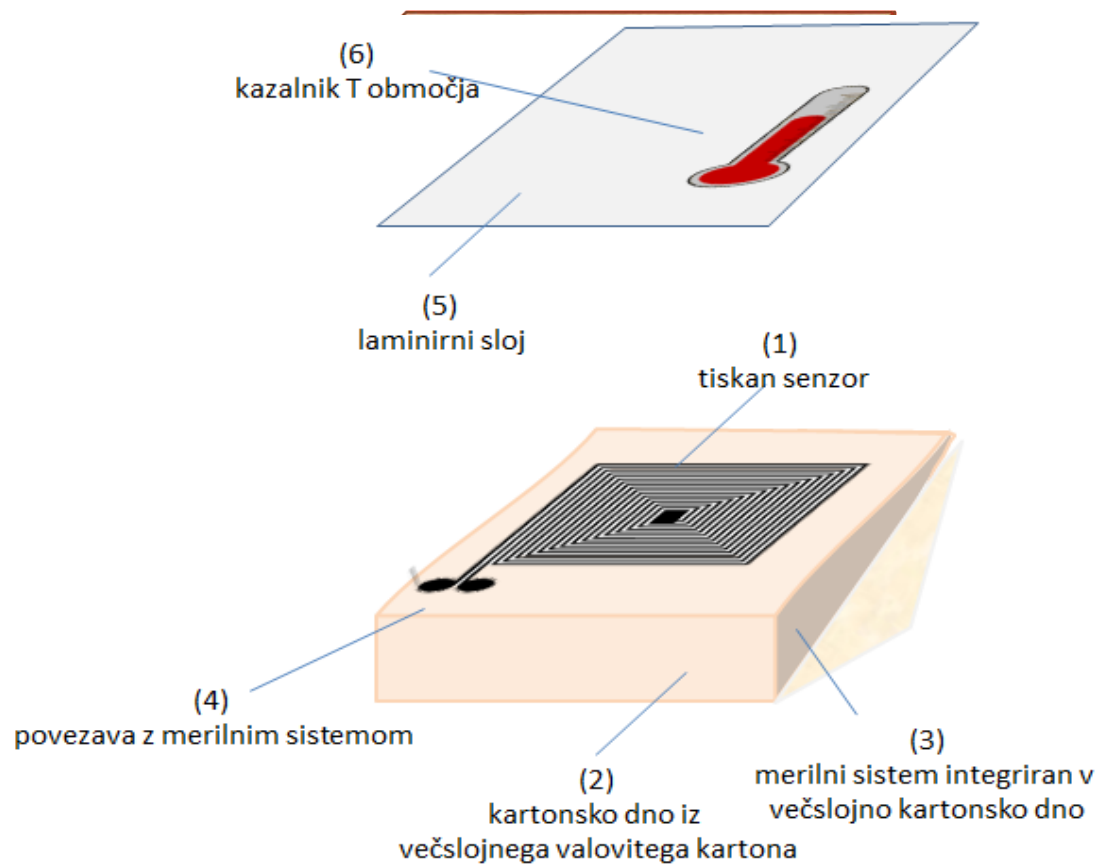 (6)
kazalnik T območja
(5)
laminirni sloj
(1)
tiskan senzor
(4)
povezava z merilnim sistemom
(2)
kartonsko dno iz
večslojnega valovitega kartona
(3)
merilni sistem integriran v
večslojno kartonsko dno